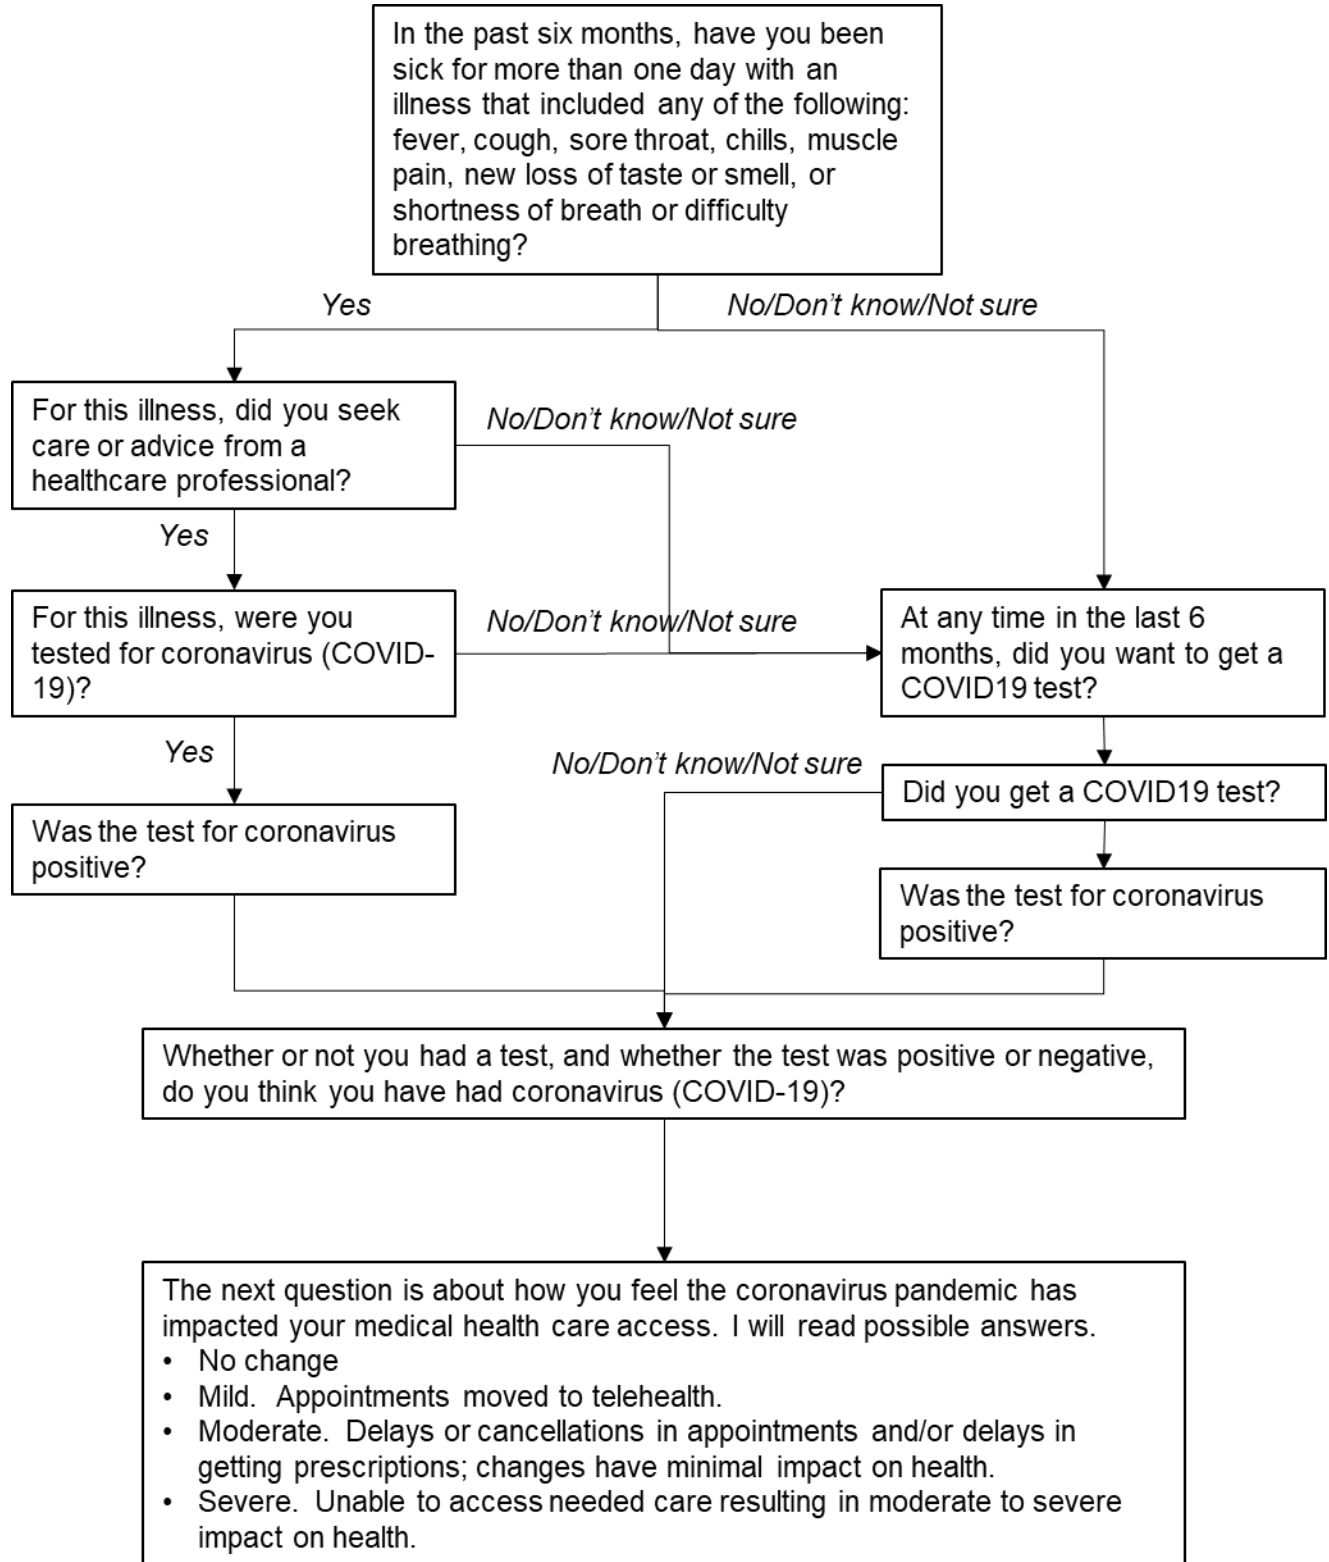 In the past six months, have you been
sick for more than one day with an
illness that included any of the following:
fever, cough, sore throat, chills, muscle
pain, new loss of taste or smell, or
shortness of breath or difficulty
breathing?
Yes
No/Don't know/Not sure
For this illness, did you seek
care or advice from a
healthcare professional?
No/Don't know/Not sure
Yes
For this illness, were you
tested for coronavirus (COVID-
19)?
No/Don't know/Not sure
At any time in the last 6
months, did you want to get a
COVID19 test?
Yes
No/Don't know/Not sure
Did you get a COVID19 test?
Was the test for coronavirus
positive?
Was the test for coronavirus
positive?
Whether or not you had a test, and whether the test was positive or negative,
do you think you have had coronavirus (COVID-19)?
The next question is about how you feel the coronavirus pandemic has
impacted your medical health care access. I will read possible answers.
• No change
• Mild. Appointments moved to telehealth.
• Moderate. Delays or cancellations in appointments and/or delays in
getting prescriptions; changes have minimal impact on health.
• Severe. Unable to access needed care resulting in moderate to severe
impact on health.